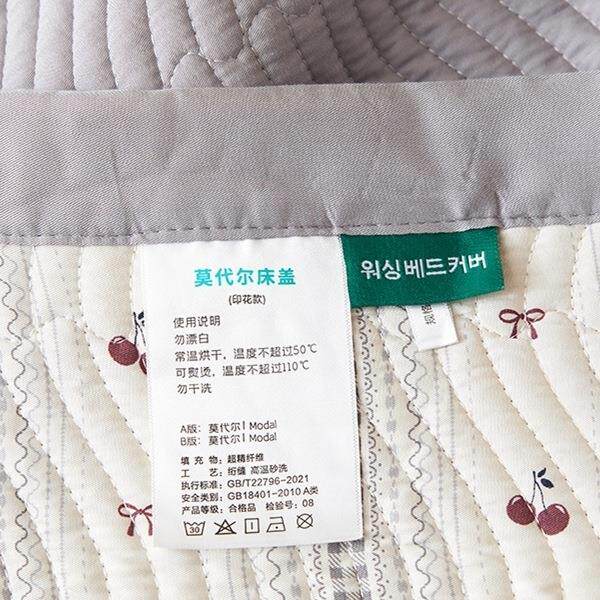 莫代尔床盖
(印花款)
使用说明
勿漂白
常温烘干，温度不超过50℃
可熨烫，温度不超过110℃
勿干洗
A版：莫代尔 | Modal
B版：莫代尔 | Modal
填 充 物：超精纤维
工 艺：绗缝 高温砂洗
执行标准：GB/T22796-2021
安全类别：GB18401-2010 A类
产品等级：合格品 检验号：08
30
워싱베드커버
规格